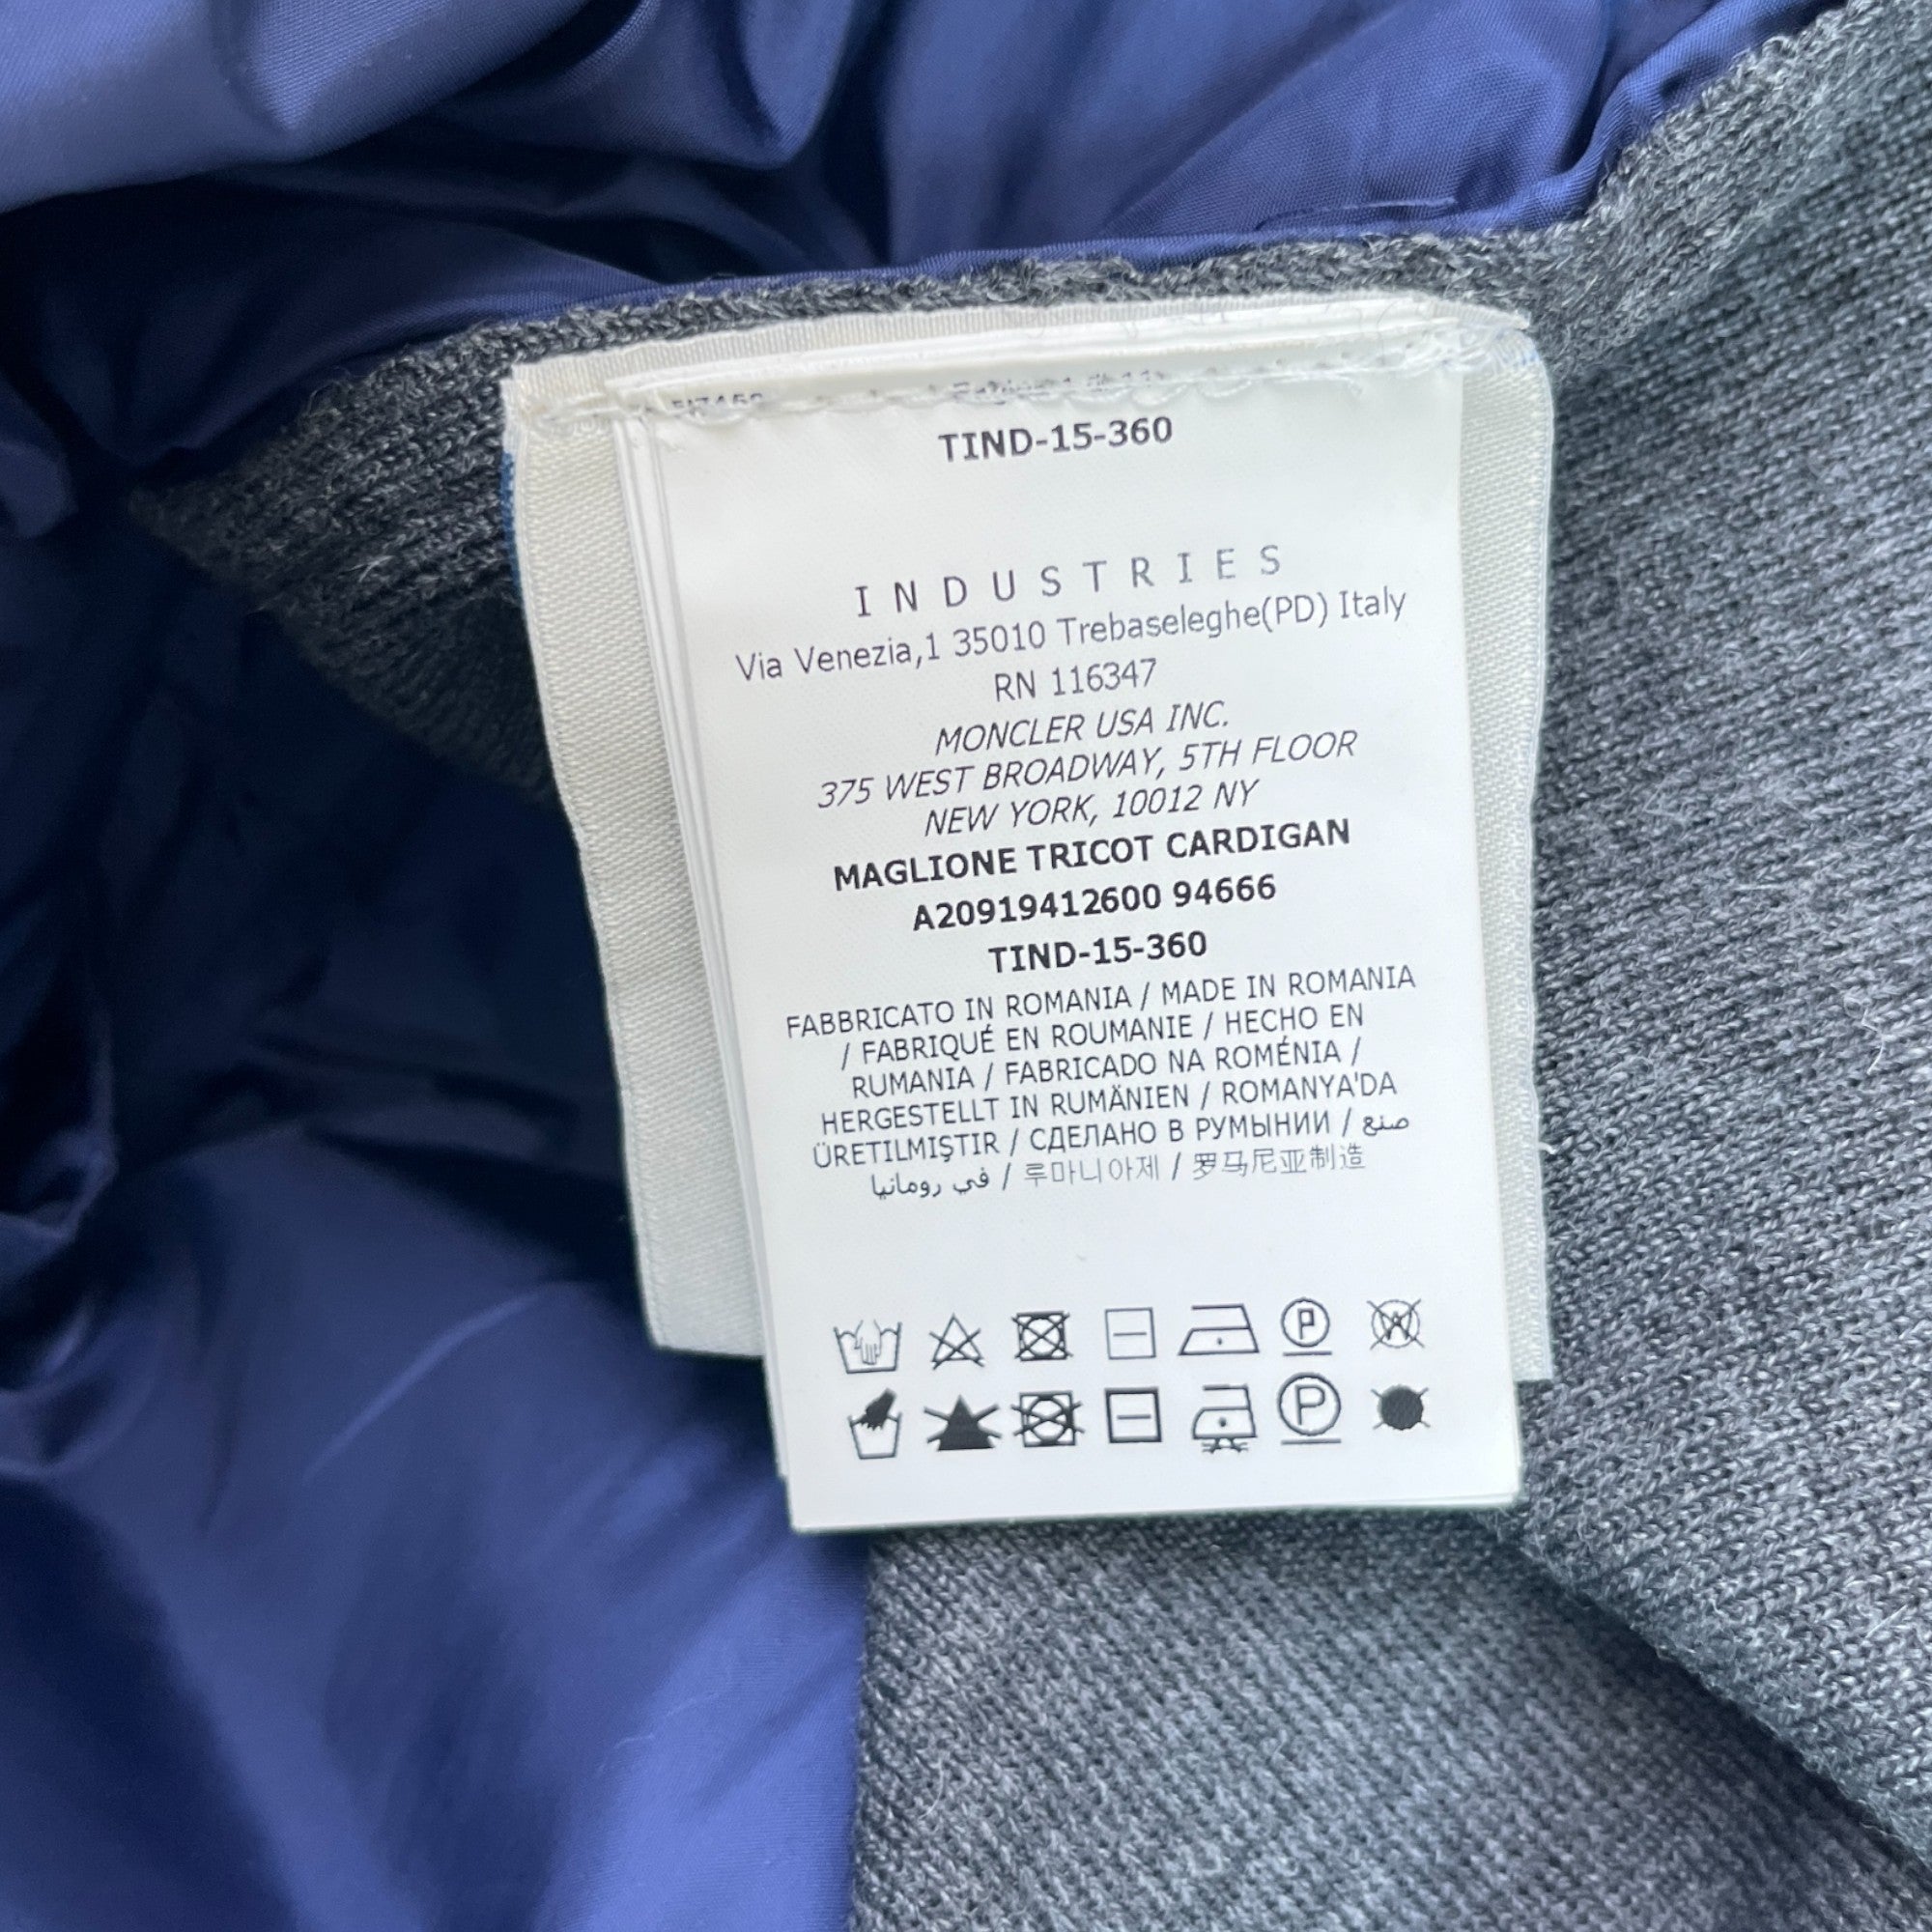 TIND-15-360
INDUSTRIES
Via Venezia,1 35010 Trebaseleghe(PD) Italy
RN 116347
MONCLER USA INC.
375 WEST BROADWAY, 5TH FLOOR
NEW YORK, 10012 NY
MAGLIONE TRICOT CARDIGAN
A20919412600 94666
TIND-15-360
FABBRICATO IN ROMANIA / MADE IN ROMANIA
/ FABRIQUÉ EN ROUMANIE / HECHO EN
RUMANIA / FABRICADO NA ROMÉNIA /
HERGESTELLT IN RUMÄNIEN / ROMANYA'DA
ÜRETILMIŞTIR / СДЕЛАНО В РУМЫНИИ / صنع
في رومانيا / 루마니아제 / 罗马尼亚制造
P W
P